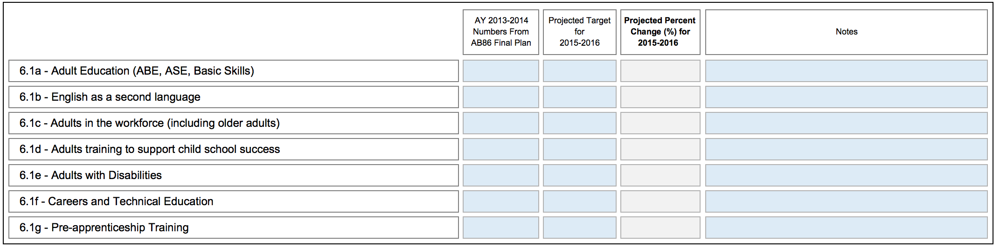 AY 2013-2014
Numbers From
AB86 Final Plan
Projected Target
for
2015-2016
Projected Percent
Change (%) for
2015-2016
Notes
6.1a - Adult Education (ABE, ASE, Basic Skills)
6.1b - English as a second language
6.1c - Adults in the workforce (including older adults)
6.1d - Adults training to support child school success
6.1e - Adults with Disabilities
6.1f - Careers and Technical Education
6.1g - Pre-apprenticeship Training